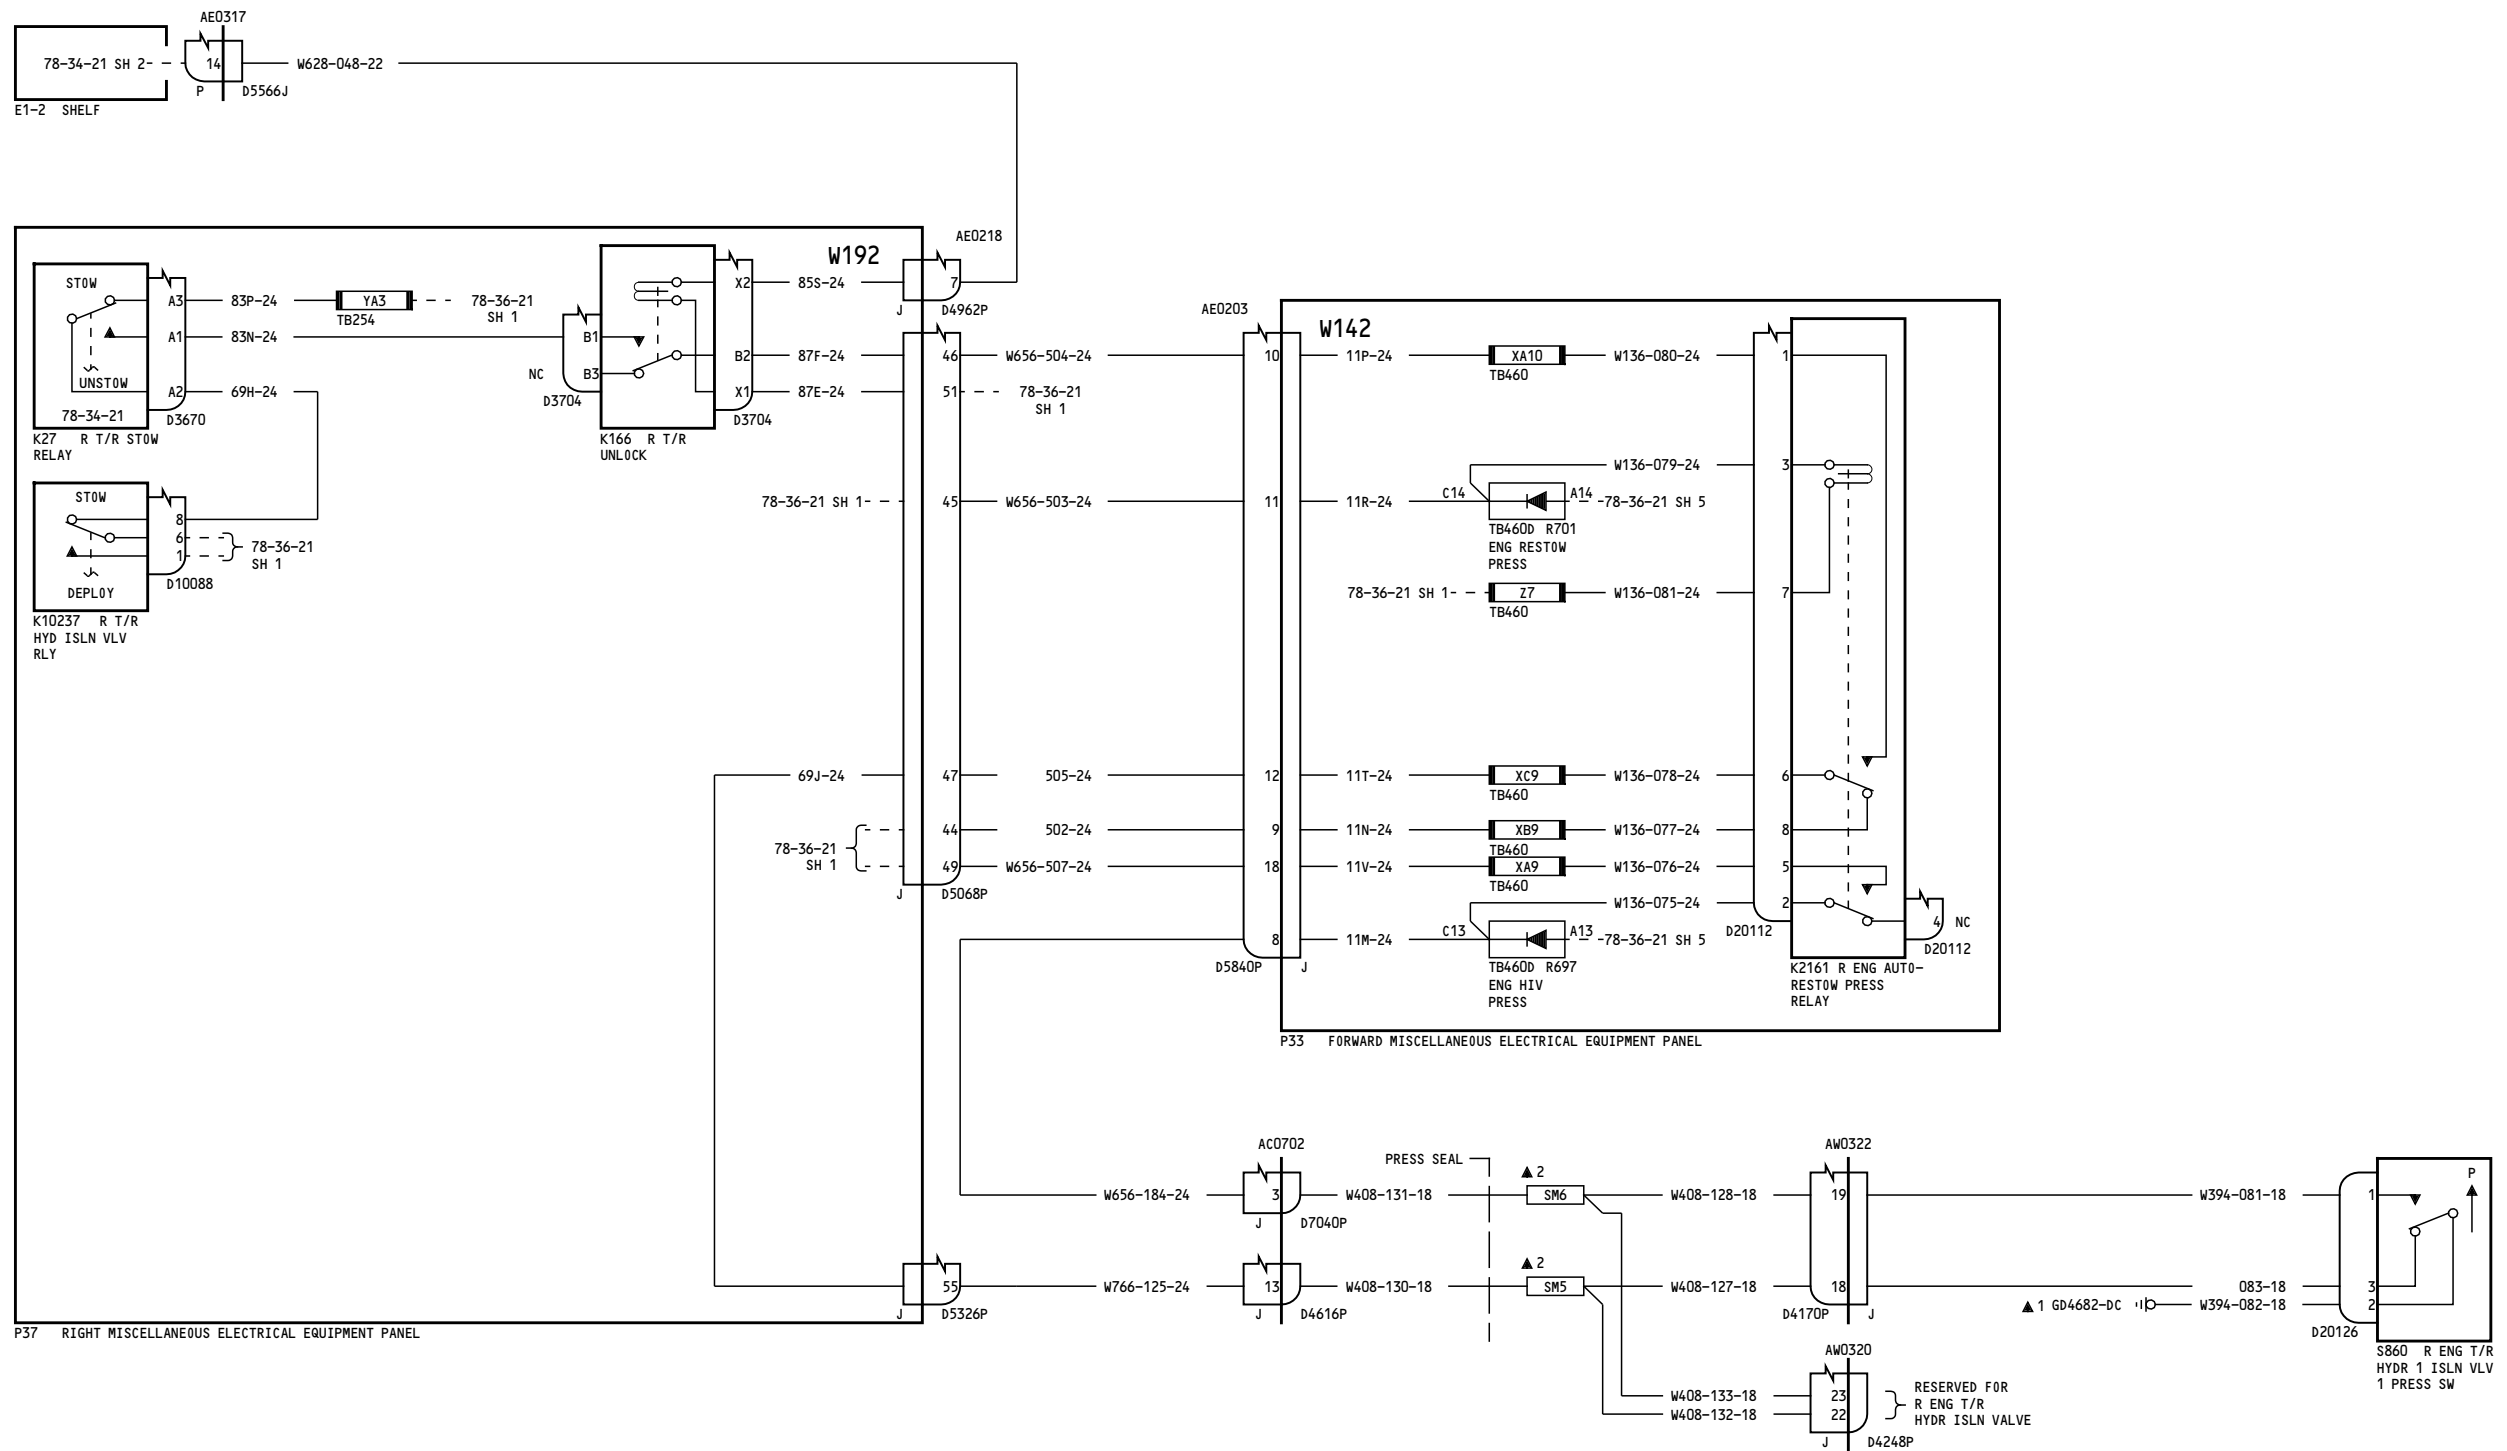 AE0317
78-34-21 SH 2
14
W628-048-22
P
D5566J
E1-2 SHELF
W192
AE0218
7
J
D4962P
STOW
A3
83P-24
YA3
TB254
78-36-21
SH 1
A1
83N-24
UNSTOW
A2
69H-24
78-34-21
D3670
K27 R T/R STOW
RELAY
B1
NC
B3
D3704
X2
85S-24
B2
87F-24
X1
87E-24
D3704
K166 R T/R
UNLOCK
STOW
8
6
1
78-36-21
SH 1
DEPLOY
D10088
K10237 R T/R
HYD ISLN VLV
RLY
46
W656-504-24
51
78-36-21
SH 1
78-36-21 SH 1
45
W656-503-24
69J-24
47
505-24
44
502-24
78-36-21
SH 1
49
W656-507-24
J
D5068P
AE0203
W142
10
11P-24
XA10
TB460
W136-080-24
1
W136-079-24
3
11
11R-24
C14
A14
78-36-21 SH 5
TB460D R701
ENG RESTOW
PRESS
78-36-21 SH 1
Z7
TB460
W136-081-24
7
12
11T-24
XC9
TB460
W136-078-24
6
9
11N-24
XB9
TB460
W136-077-24
8
18
11V-24
XA9
TB460
W136-076-24
5
W136-075-24
2
8
11M-24
C13
A13
78-36-21 SH 5
TB460D R697
ENG HIV
PRESS
D5840P
J
D20112
4
NC
D20112
K2161 R ENG AUTO-
RESTOW PRESS
RELAY
P33 FORWARD MISCELLANEOUS ELECTRICAL EQUIPMENT PANEL
AC0702
PRESS SEAL
2
AW0322
W656-184-24
3
W408-131-18
SM6
W408-128-18
19
W394-081-18
1
P
J
D7040P
2
55
W766-125-24
13
W408-130-18
SM5
W408-127-18
18
083-18
3
1 GD4682-DC
W394-082-18
2
J
D5326P
J
D4616P
D4170P
J
D20126
P37 RIGHT MISCELLANEOUS ELECTRICAL EQUIPMENT PANEL
S860 R ENG T/R
HYDR 1 ISLN VLV
1 PRESS SW
AW0320
W408-133-18
23
W408-132-18
22
RESERVED FOR
R ENG T/R
HYDR ISLN VALVE
J
D4248P